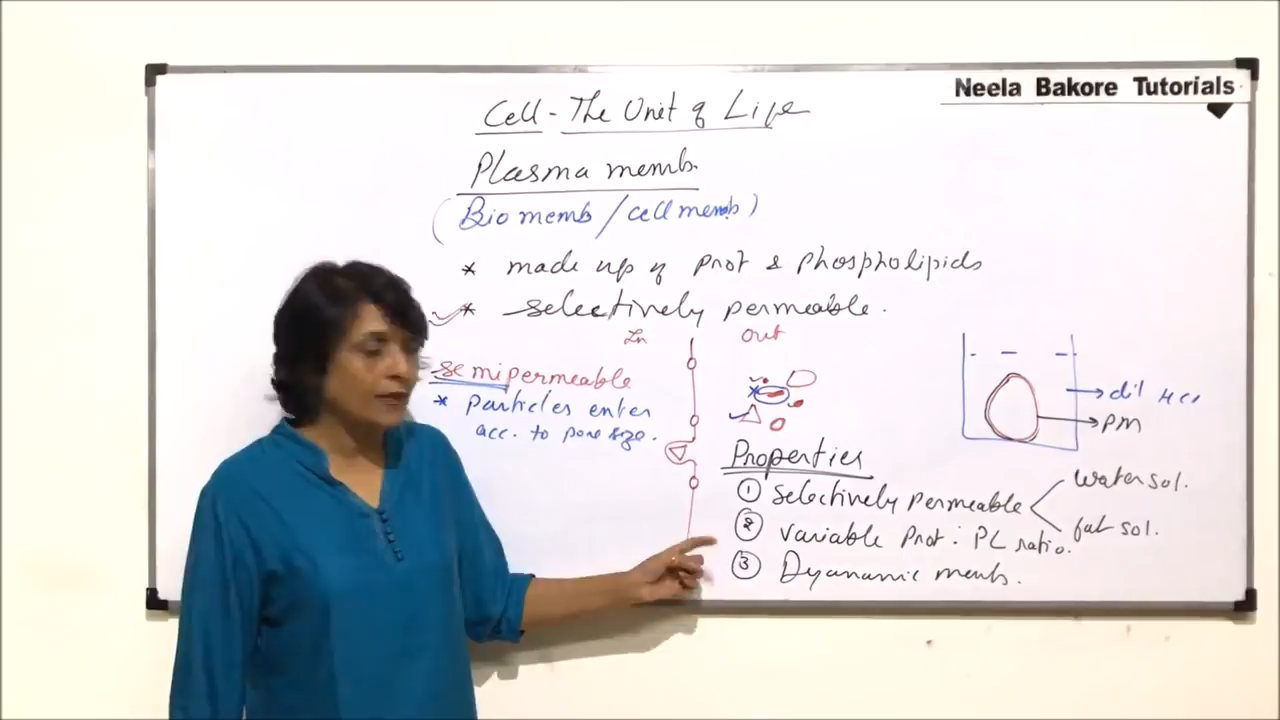 Neela Bakore Tutorials
Cell - The Unit of Life
Plasma memb.
(Bio memb / cell memb)
* made up of prot & phospholipids
* selectively permeable.
In
out
semipermeable
* particles enter
acc. to pore size.
dil HCl
PM
Properties
① selectively permeable
water sol.
fat sol.
② variable Prot : PL ratio.
③ Dyanamic memb.